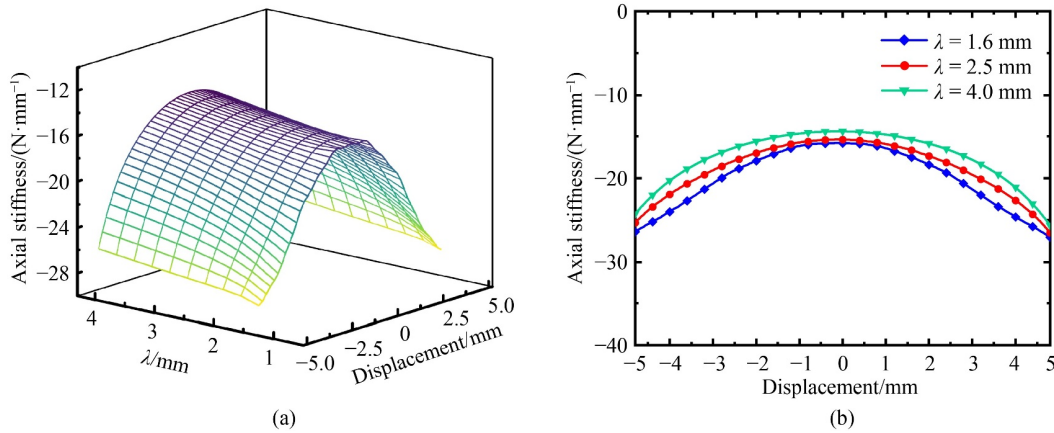 −12
−16
−20
−24
−28
Axial stiffness/(N·mm⁻¹)
4
3
2
1
λ/mm
−5.0
−2.5
0
2.5
5.0
Displacement/mm
(a)
0
−10
−20
−30
−40
Axial stiffness/(N·mm⁻¹)
λ = 1.6 mm
λ = 2.5 mm
λ = 4.0 mm
−5 −4 −3 −2 −1 0 1 2 3 4 5
Displacement/mm
(b)